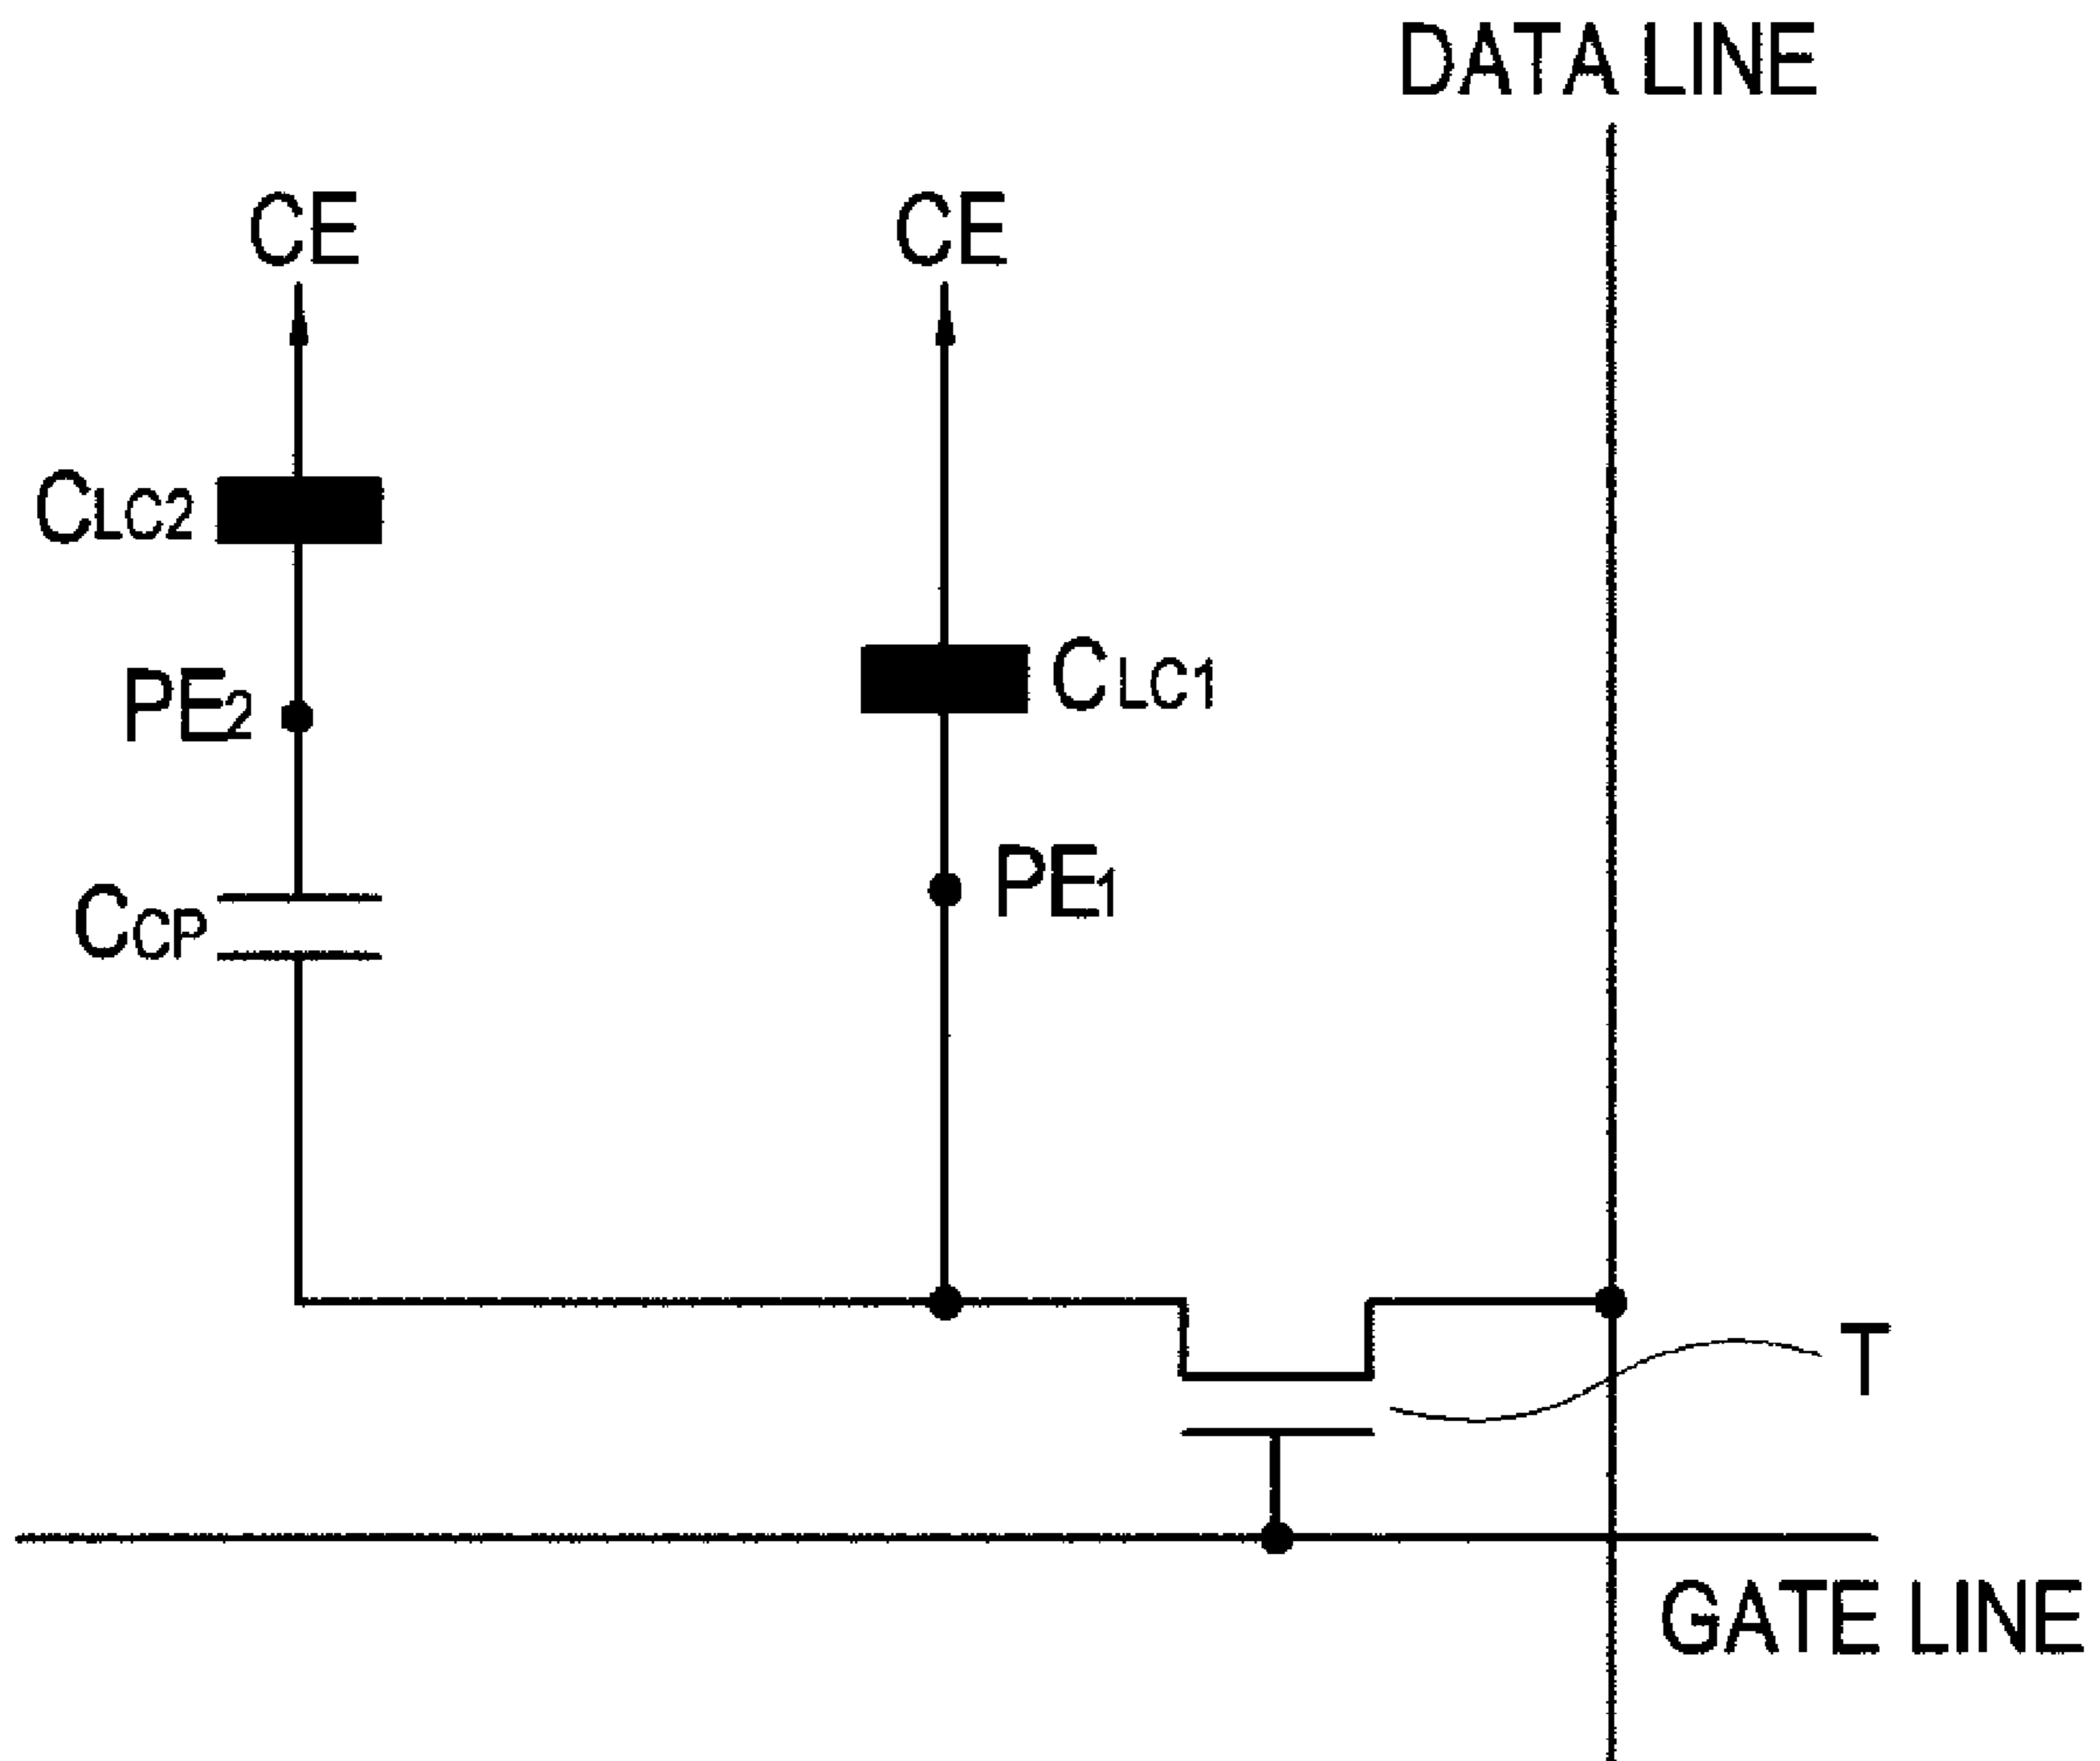 DATA LINE
CE
CE
CLC2
CLC1
PE2
PE1
CCP
T
GATE LINE